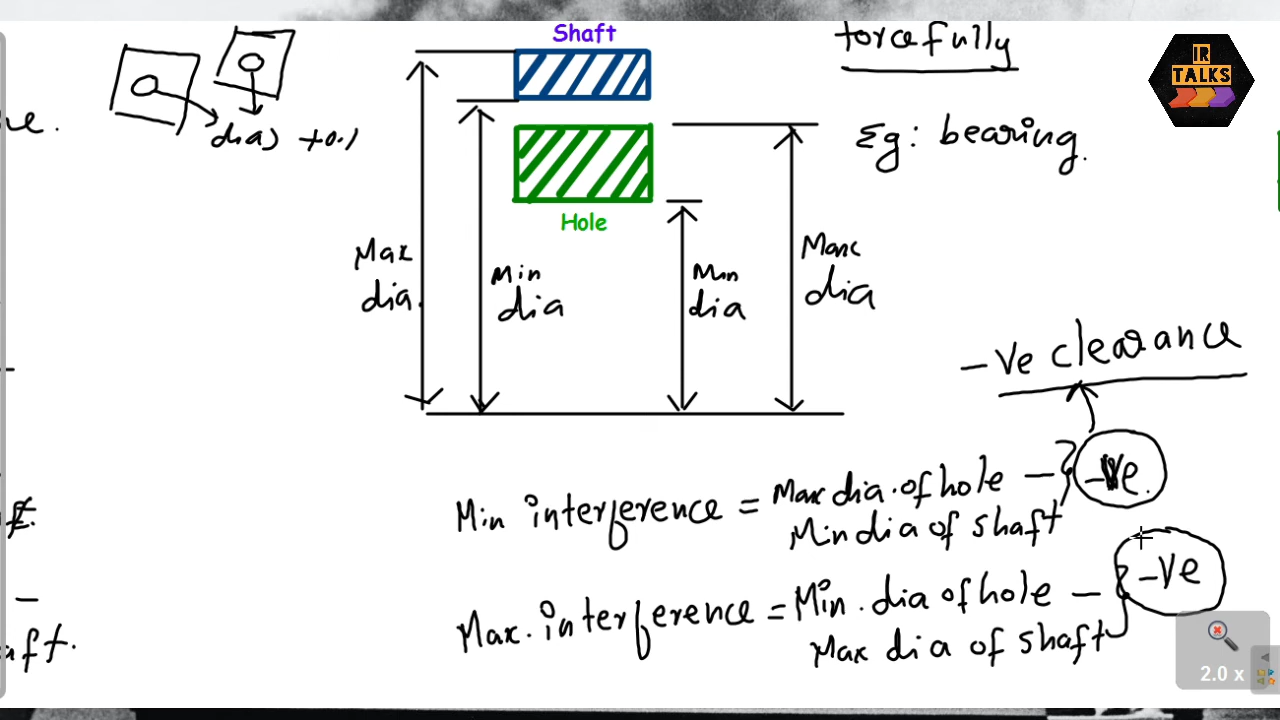 Shaft
forcefully
IR
TALKS
Eg: bearing.
dia) +0.1
Hole
Max
dia.
Min
dia
Min
dia
Max
dia
-ve clearance
Min interference = Max dia. of hole - } -ve.
Min dia of shaft
Max. interference = Min. dia of hole - } -ve
Max dia of shaft
aft.
2.0 x